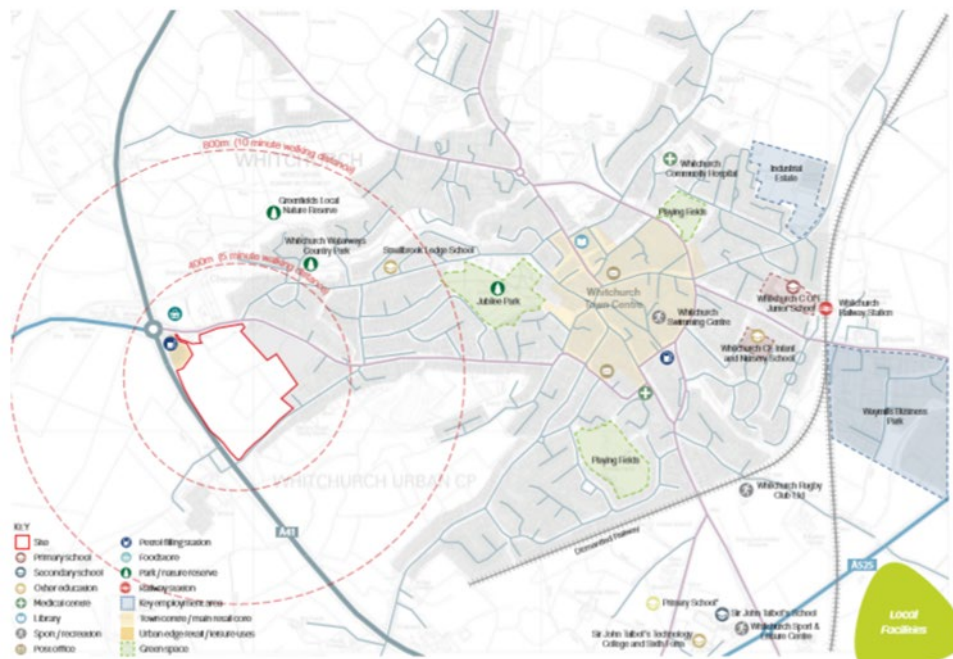 800m (10 minute walking distance)
WHITCHURCH
Greenfields Local
Nature Reserve
Whitchurch Waterways
Country Park
400m (5 minute walking distance)
Stallbrook Lodge School
Jubilee Park
Whitchurch
Community Hospital
Industrial
Estate
Playing Fields
Whitchurch
Town Centre
Whitchurch
Swimming Centre
Junior School
Whitchurch
Railway Station
Whitchurch CE Infant
and Nursery School
Business
Park
Playing Fields
WHITCHURCH URBAN CP
Whitchurch Rugby
Club Ltd
Dismantled Railway
A41
A525
Primary School*
Sir John Talbot's School
Whitchurch Sport &
Leisure Centre
Sir John Talbot's Technology
College and Sixth Form
Local
Facilities
KEY
Site
Primary school
Secondary school
Other education
Medical centre
Library
Sport / recreation
Post office
Petrol filling station
Foodstore
Park / nature reserve
Railway station
Key employment area
Town centre / main retail core
Urban edge retail / leisure uses
Green space